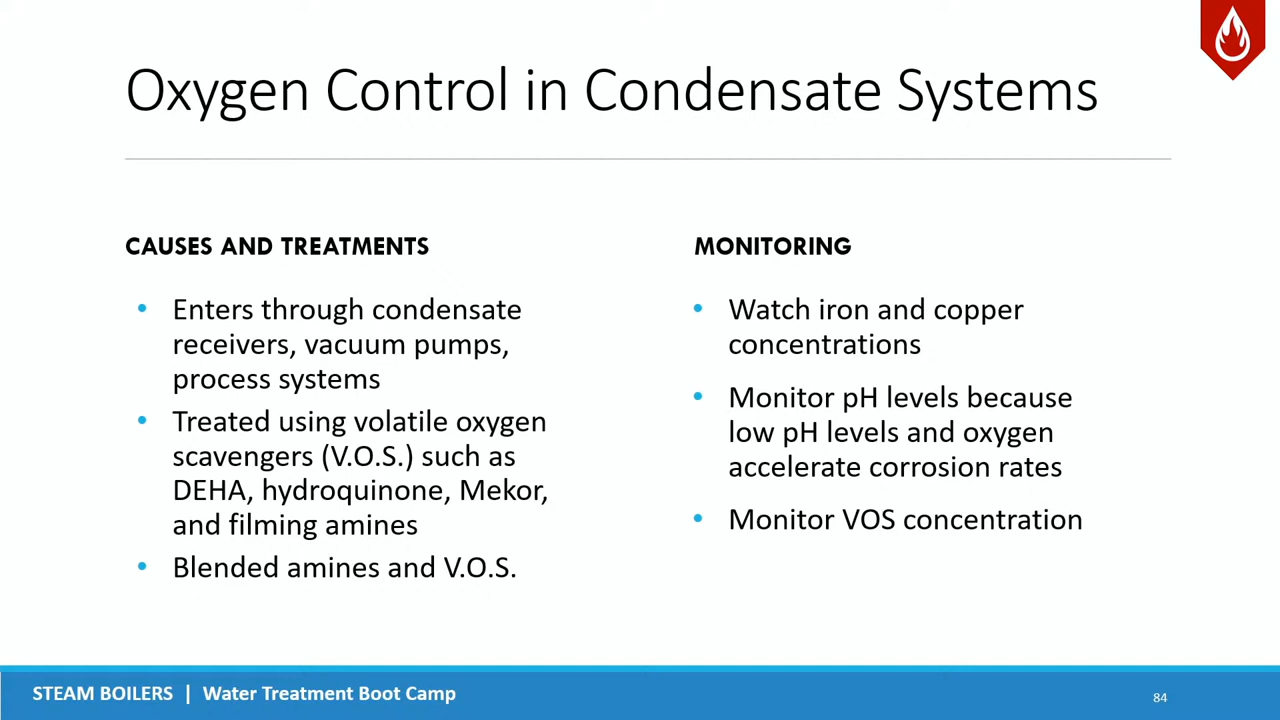 Oxygen Control in Condensate Systems
CAUSES AND TREATMENTS
• Enters through condensate
receivers, vacuum pumps,
process systems
• Treated using volatile oxygen
scavengers (V.O.S.) such as
DEHA, hydroquinone, Mekor,
and filming amines
• Blended amines and V.O.S.
MONITORING
• Watch iron and copper
concentrations
• Monitor pH levels because
low pH levels and oxygen
accelerate corrosion rates
• Monitor VOS concentration
STEAM BOILERS | Water Treatment Boot Camp
84